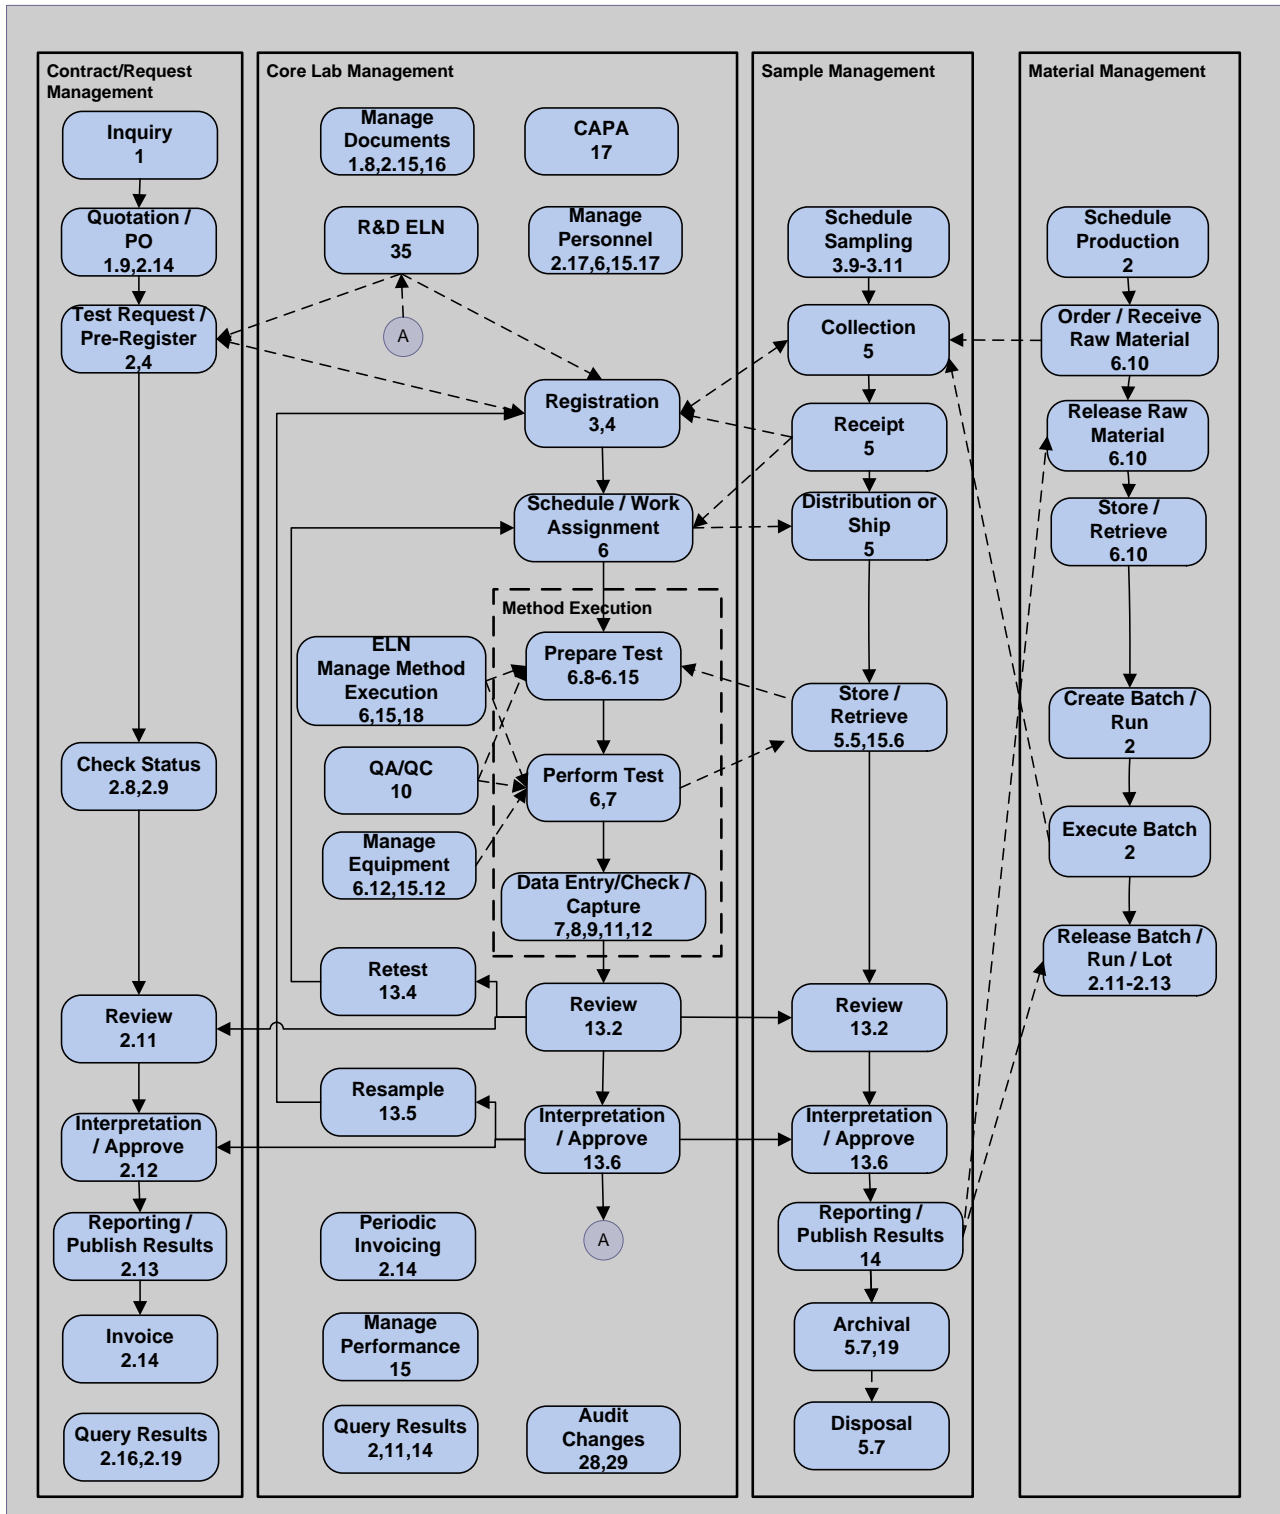 Contract/Request
Management
Inquiry
1
Quotation /
PO
1.9,2.14
Test Request /
Pre-Register
2,4
Check Status
2.8,2.9
Review
2.11
Interpretation
/ Approve
2.12
Reporting /
Publish Results
2.13
Invoice
2.14
Query Results
2.16,2.19
Core Lab Management
Manage
Documents
1.8,2.15,16
CAPA
17
R&D ELN
35
Manage
Personnel
2.17,6,15.17
A
Registration
3,4
Schedule / Work
Assignment
6
Method Execution
ELN
Manage Method
Execution
6,15,18
Prepare Test
6.8-6.15
QA/QC
10
Perform Test
6,7
Manage
Equipment
6.12,15.12
Data Entry/Check /
Capture
7,8,9,11,12
Retest
13.4
Review
13.2
Resample
13.5
Interpretation
/ Approve
13.6
A
Periodic
Invoicing
2.14
Manage
Performance
15
Query Results
2,11,14
Audit
Changes
28,29
Sample Management
Schedule
Sampling
3.9-3.11
Collection
5
Receipt
5
Distribution or
Ship
5
Store /
Retrieve
5.5,15.6
Review
13.2
Interpretation
/ Approve
13.6
Reporting /
Publish Results
14
Archival
5.7,19
Disposal
5.7
Material Management
Schedule
Production
2
Order / Receive
Raw Material
6.10
Release Raw
Material
6.10
Store /
Retrieve
6.10
Create Batch /
Run
2
Execute Batch
2
Release Batch /
Run / Lot
2.11-2.13